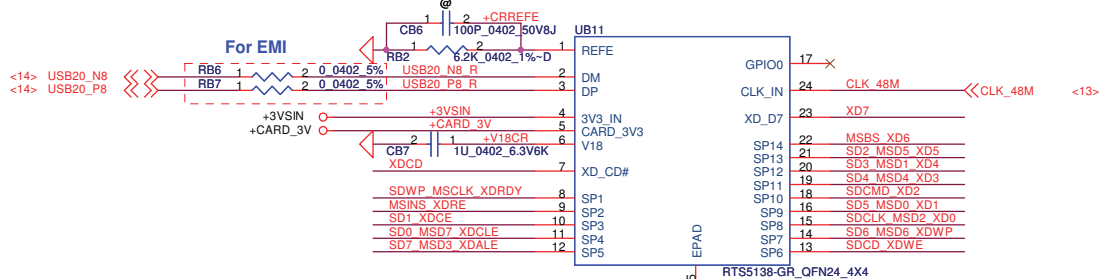 @
1 2 +CRREFE
CB6 100P_0402_50V8J
UB11
For EMI
1 2 1 REFE
RB2 6.2K_0402_1%~D
GPIO0 17
<14> USB20_N8 RB6 1 2 0_0402_5% USB20_N8_R 2 DM
<14> USB20_P8 RB7 1 2 0_0402_5% USB20_P8_R 3 DP
CLK_IN 24 CLK_48M CLK_48M <13>
+3VSIN +3VSIN 4 3V3_IN
XD_D7 23 XD7
+CARD_3V +CARD_3V 5 CARD_3V3
2 1 +V18CR 6 V18
CB7 1U_0402_6.3V6K
SP14 22 MSBS_XD6
SP13 21 SD2_MSD5_XD5
XDCD 7 XD_CD#
SP12 20 SD3_MSD1_XD4
SP11 19 SD4_MSD4_XD3
SDWP_MSCLK_XDRDY 8 SP1
SP10 18 SDCMD_XD2
MSINS_XDRE 9 SP2
SP9 16 SD5_MSD0_XD1
SD1_XDCE 10 SP3
SP8 15 SDCLK_MSD2_XD0
SD0_MSD7_XDCLE 11 SP4
SP7 14 SD6_MSD6_XDWP
SD7_MSD3_XDALE 12 SP5
SP6 13 SDCD_XDWE
EPAD
RTS5138-GR_QFN24_4X4